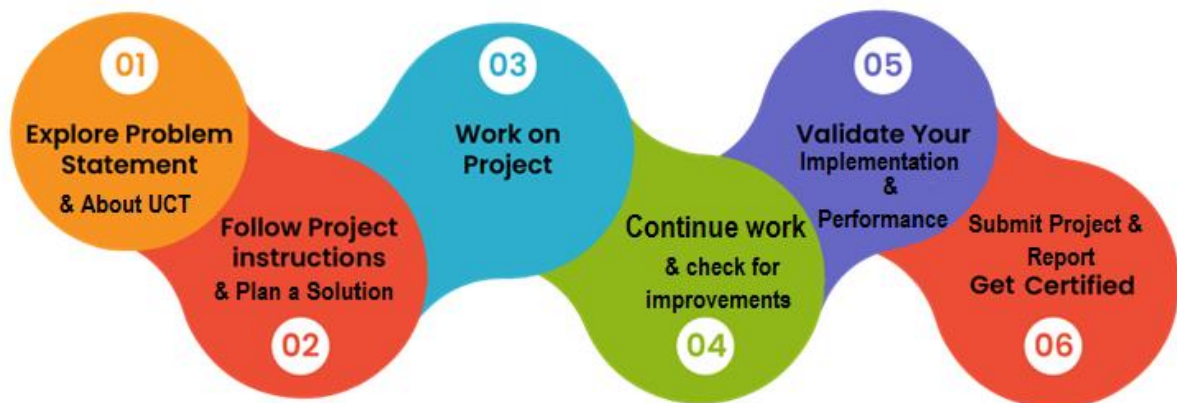 01
Explore Problem
Statement
& About UCT
Follow Project
instructions
& Plan a Solution
02
03
Work on
Project
Continue work
& check for
improvements
04
05
Validate Your
Implementation
&
Performance
Submit Project &
Report
Get Certified
06